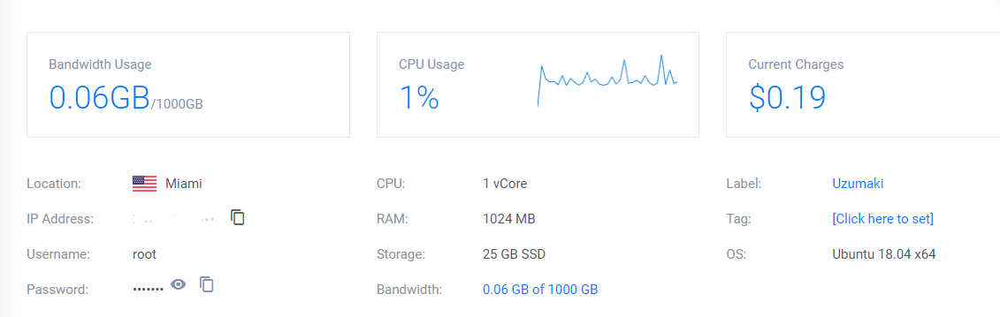 Bandwidth Usage
0.06GB/1000GB
CPU Usage
1%
Current Charges
$0.19
Location: Miami
IP Address:
Username: root
Password: •••••••
CPU: 1 vCore
RAM: 1024 MB
Storage: 25 GB SSD
Bandwidth: 0.06 GB of 1000 GB
Label: Uzumaki
Tag: [Click here to set]
OS: Ubuntu 18.04 x64